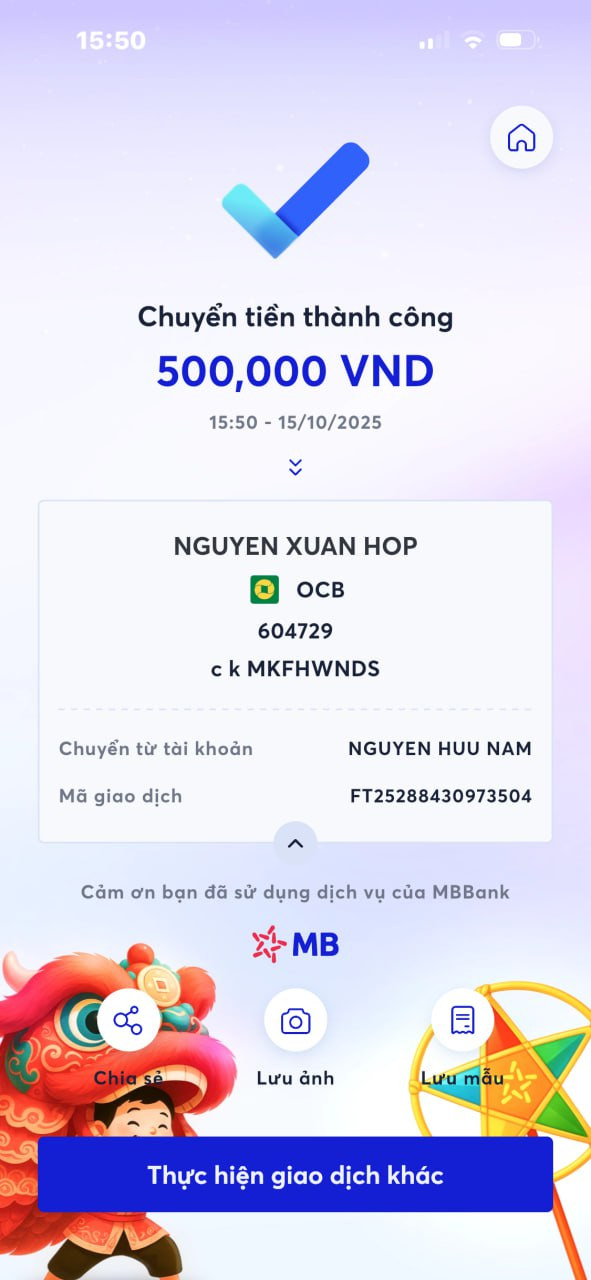 15:50
Chuyển tiền thành công
500,000 VND
15:50 - 15/10/2025
NGUYEN XUAN HOP
OCB
604729
c k MKFHWNDS
Chuyển từ tài khoản NGUYEN HUU NAM
Mã giao dịch FT25288430973504
Cảm ơn bạn đã sử dụng dịch vụ của MBBank
MB
Chia sẻ Lưu ảnh Lưu mẫu
Thực hiện giao dịch khác